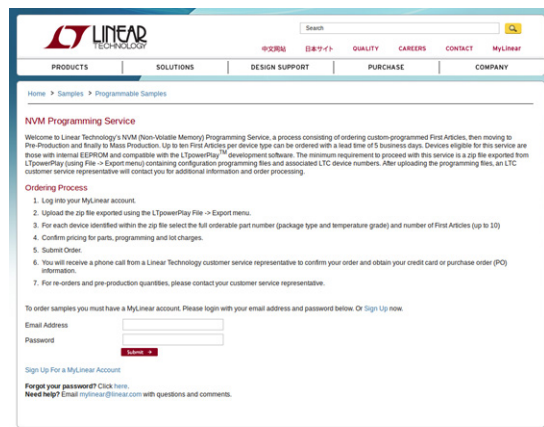 LINEAR
TECHNOLOGY
Search
中文网站 日本サイト QUALITY CAREERS CONTACT MyLinear
PRODUCTS SOLUTIONS DESIGN SUPPORT PURCHASE COMPANY
Home > Samples > Programmable Samples
NVM Programming Service
Welcome to Linear Technology's NVM (Non-Volatile Memory) Programming Service, a process consisting of ordering custom-programmed First Articles, then moving to
Pre-Production and finally to Mass Production. Up to ten First Articles per device type can be ordered with a lead time of 5 business days. Devices eligible for this service are
those with internal EEPROM and compatible with the LTpowerPlay™ development software. The minimum requirement to proceed with this service is a zip file exported from
LTpowerPlay (using File -> Export menu) containing configuration programming files and associated LTC device numbers. After uploading the programming files, an LTC
customer service representative will contact you for additional information and order processing.
Ordering Process
1. Log into your MyLinear account.
2. Upload the zip file exported using the LTpowerPlay File -> Export menu.
3. For each device identified within the zip file select the full orderable part number (package type and temperature grade) and number of First Articles (up to 10)
4. Confirm pricing for parts, programming and lot charges.
5. Submit Order.
6. You will receive a phone call from a Linear Technology customer service representative to confirm your order and obtain your credit card or purchase order (PO)
information.
7. For re-orders and pre-production quantities, please contact your customer service representative.
To order samples you must have a MyLinear account. Please login with your email address and password below. Or Sign Up now.
Email Address
Password
Submit
Sign Up For a MyLinear Account
Forgot your password? Click here.
Need help? Email mylinear@linear.com with questions and comments.